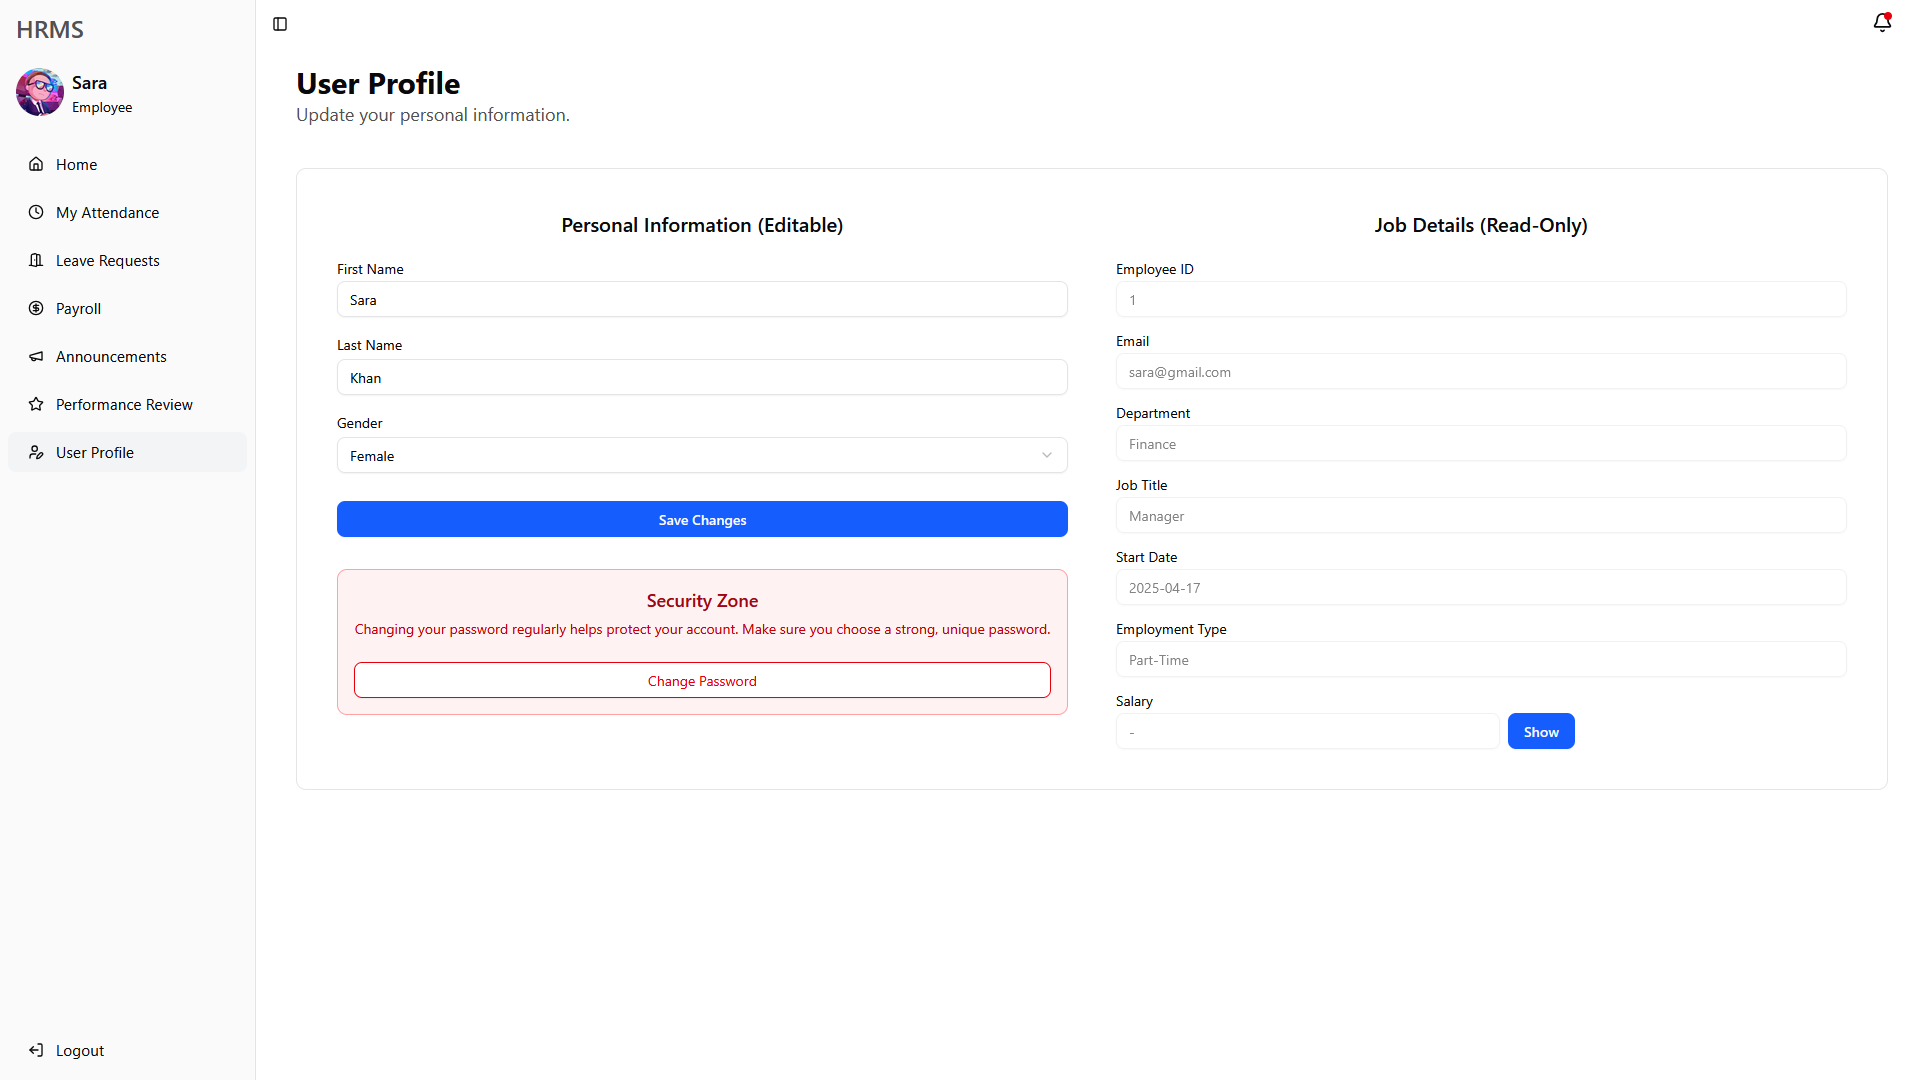 HRMS
Sara
Employee
Home
My Attendance
Leave Requests
Payroll
Announcements
Performance Review
User Profile
Logout
User Profile
Update your personal information.
Personal Information (Editable)
First Name
Sara
Last Name
Khan
Gender
Female
Save Changes
Security Zone
Changing your password regularly helps protect your account. Make sure you choose a strong, unique password.
Change Password
Job Details (Read-Only)
Employee ID
1
Email
sara@gmail.com
Department
Finance
Job Title
Manager
Start Date
2025-04-17
Employment Type
Part-Time
Salary
-
Show